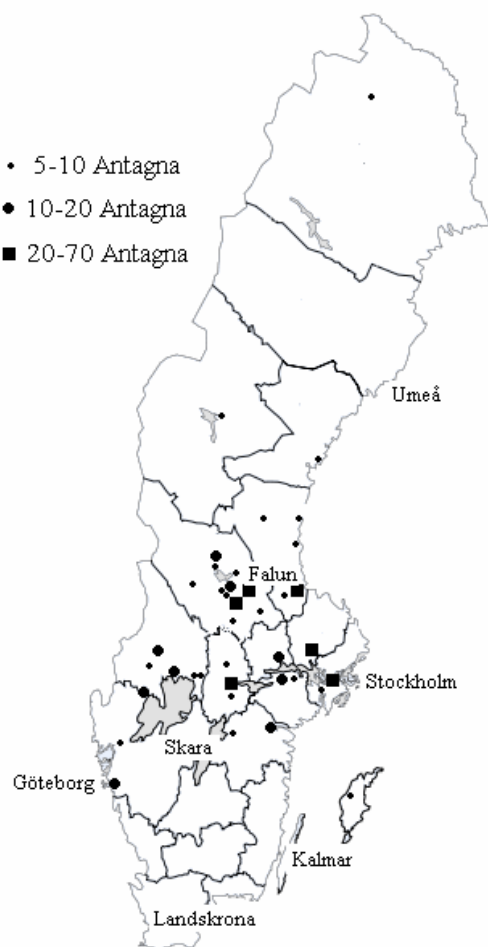 5-10 Antagna
10-20 Antagna
20-70 Antagna
Umeå
Falun
Stockholm
Skara
Göteborg
Kalmar
Landskrona